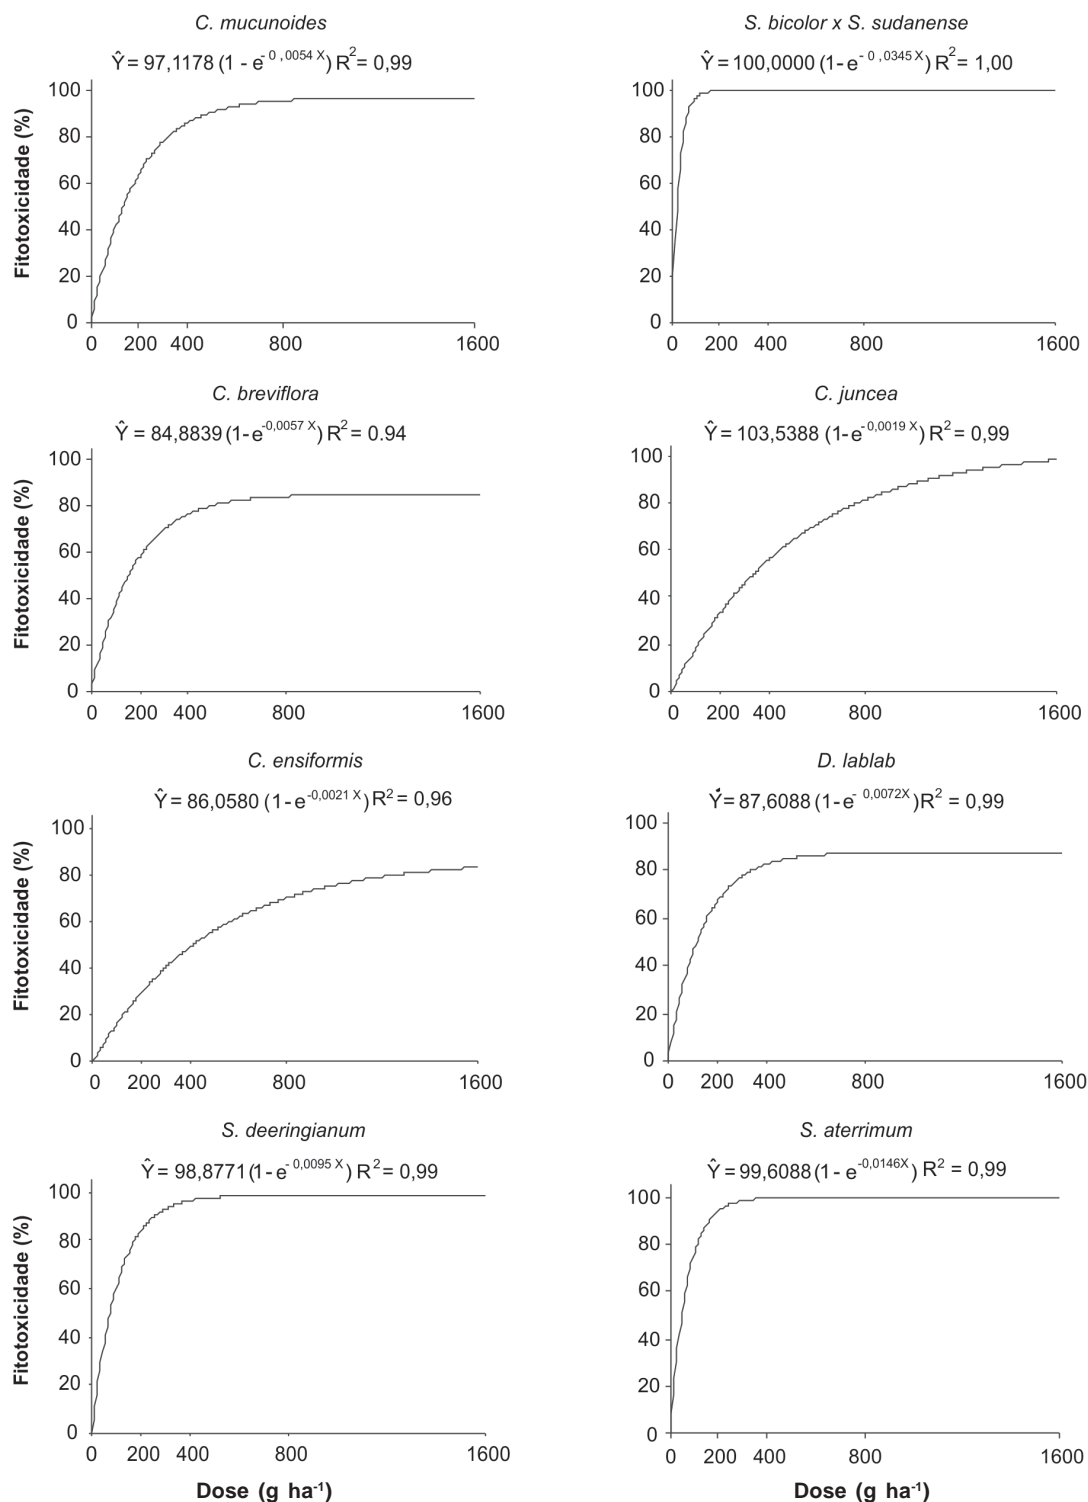 C. mucunoides
Ŷ = 97,1178 (1 - e^-0,0054 X) R² = 0,99
Fitotoxicidade (%)
100
80
60
40
20
0
0 200 400 800 1600
S. bicolor x S. sudanense
Ŷ = 100,0000 (1- e^-0,0345 X) R² = 1,00
100
80
60
40
20
0
0 200 400 800 1600
C. breviflora
Ŷ = 84,8839 (1- e^-0,0057 X) R² = 0.94
Fitotoxicidade (%)
100
80
60
40
20
0
0 200 400 800 1600
C. juncea
Ŷ = 103,5388 (1- e^-0,0019 X) R² = 0,99
100
80
60
40
20
0
0 200 400 800 1600
C. ensiformis
Ŷ = 86,0580 (1- e^-0,0021 X) R² = 0,96
Fitotoxicidade (%)
100
80
60
40
20
0
0 200 400 800 1600
D. lablab
Ŷ = 87,6088 (1- e^-0,0072X) R² = 0,99
100
80
60
40
20
0
0 200 400 800 1600
S. deeringianum
Ŷ = 98,8771 (1- e^-0,0095 X) R² = 0,99
Fitotoxicidade (%)
100
80
60
40
20
0
0 200 400 800 1600
Dose (g ha⁻¹)
S. aterrimum
Ŷ = 99,6088 (1- e^-0,0146X) R² = 0,99
100
80
60
40
20
0
0 200 400 800 1600
Dose (g ha⁻¹)